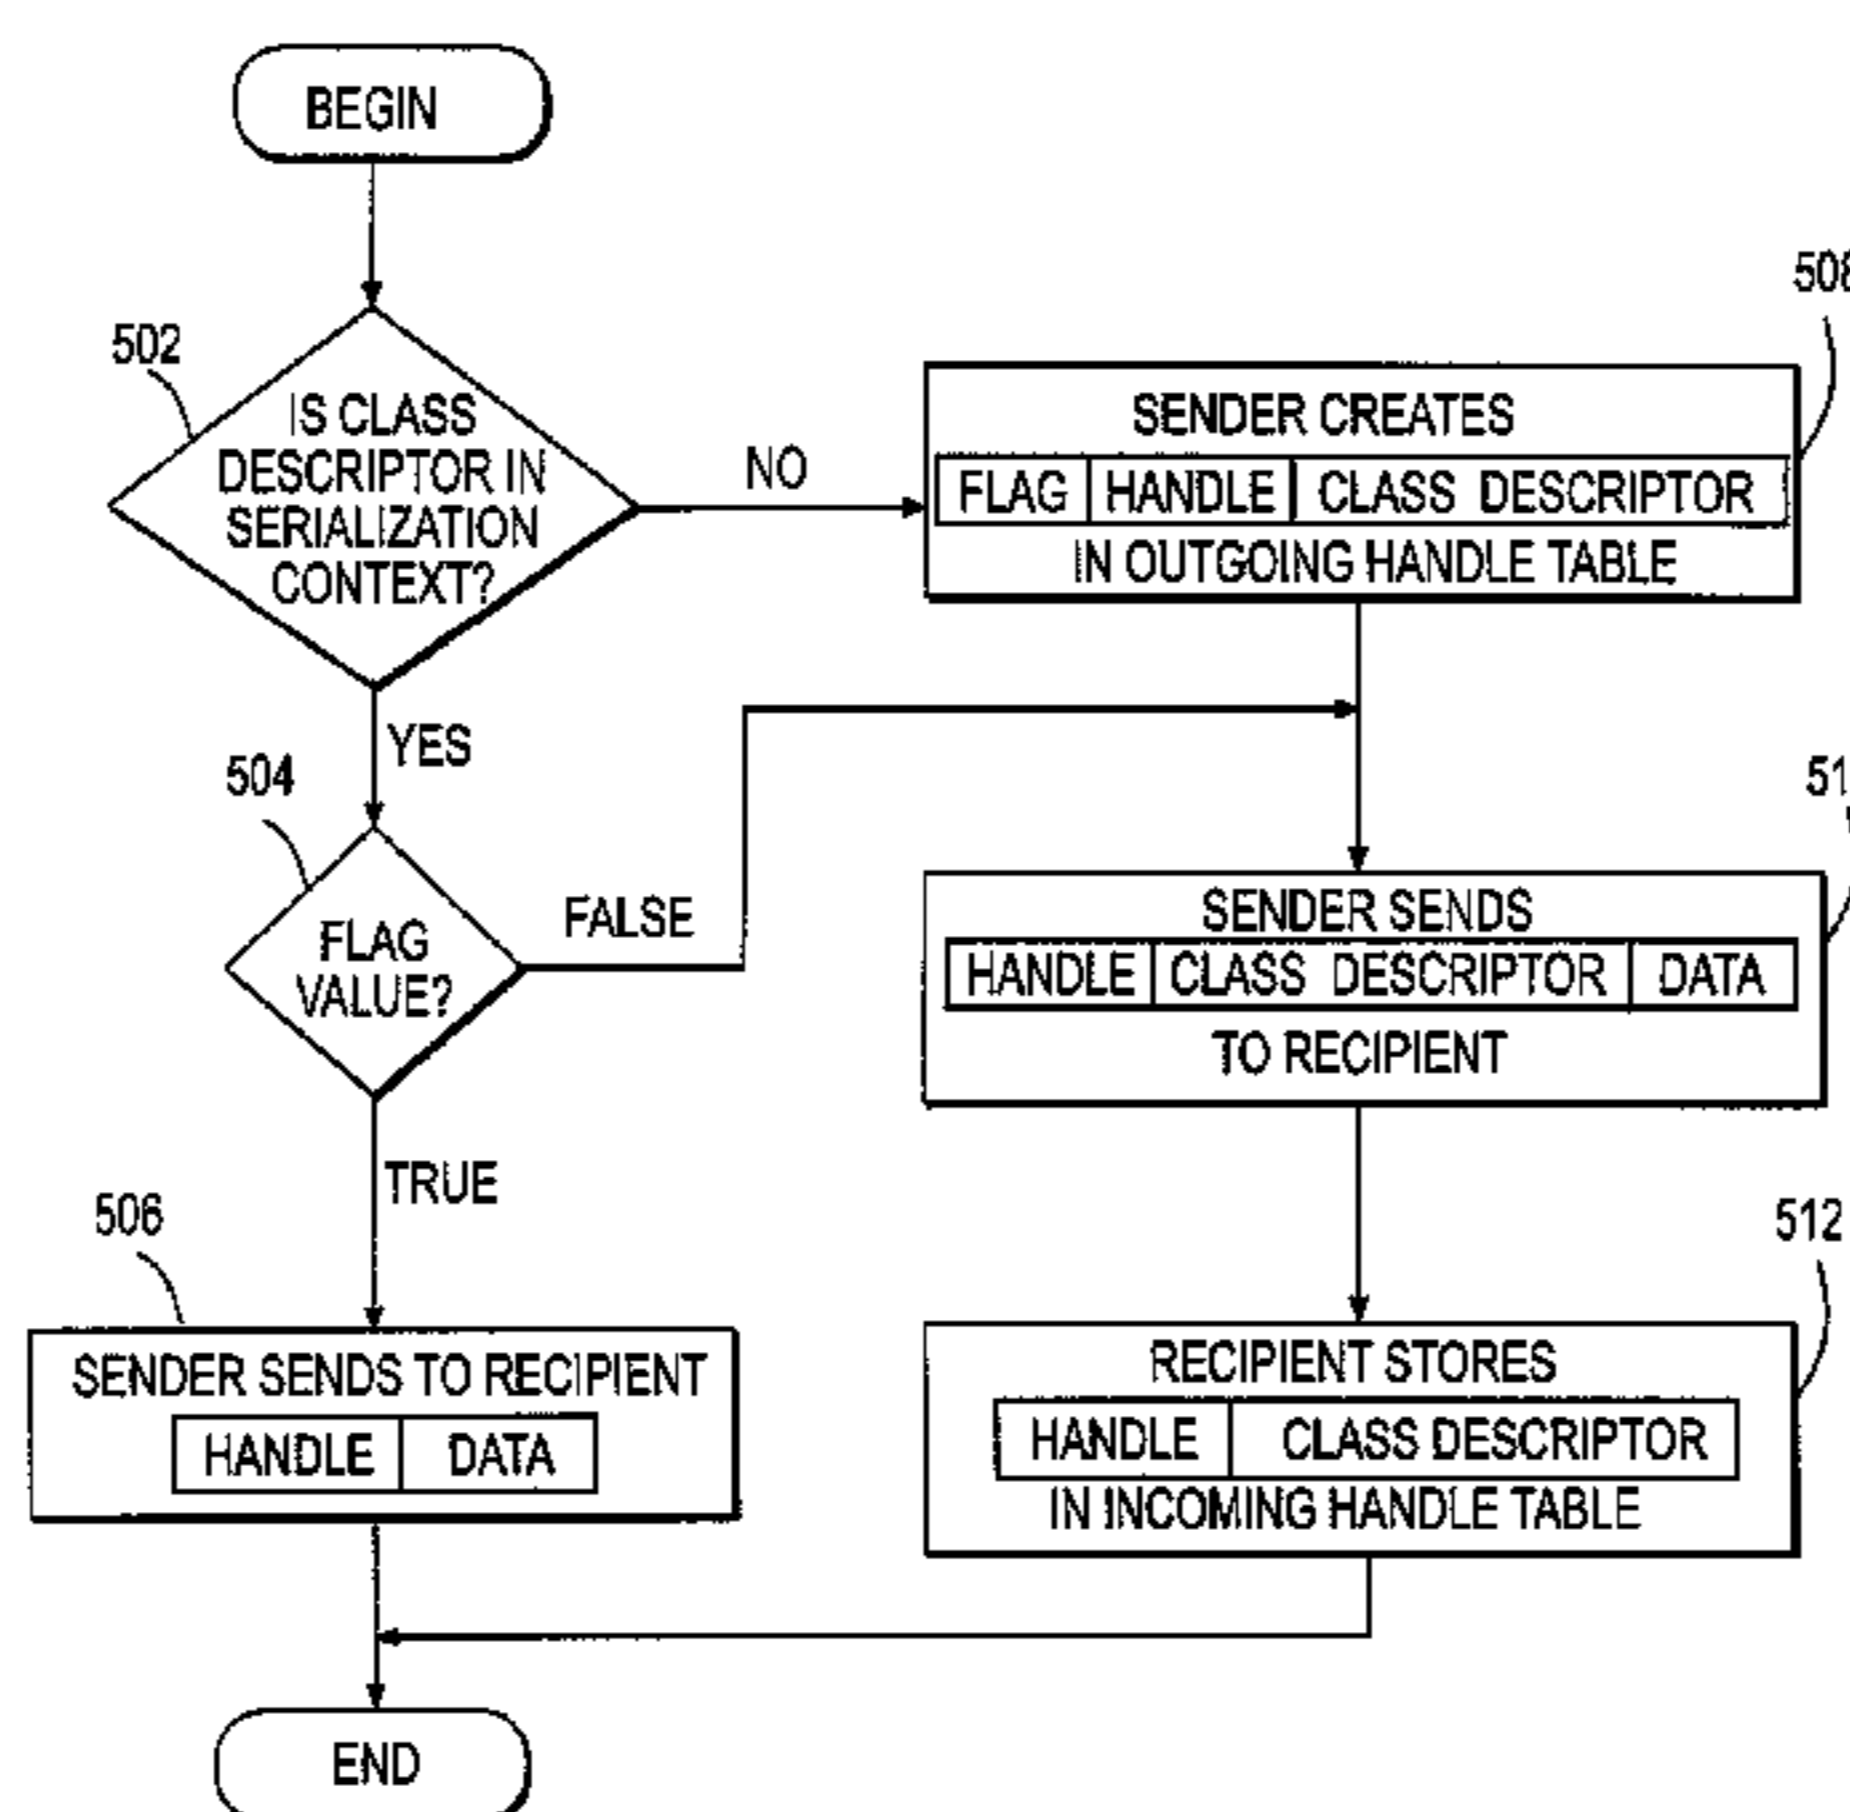 BEGIN
502
IS CLASS
DESCRIPTOR IN
SERIALIZATION
CONTEXT?
NO
508
SENDER CREATES
FLAG HANDLE CLASS DESCRIPTOR
IN OUTGOING HANDLE TABLE
YES
504
FLAG
VALUE?
FALSE
51
SENDER SENDS
HANDLE CLASS DESCRIPTOR DATA
TO RECIPIENT
TRUE
506
SENDER SENDS TO RECIPIENT
HANDLE DATA
512
RECIPIENT STORES
HANDLE CLASS DESCRIPTOR
IN INCOMING HANDLE TABLE
END